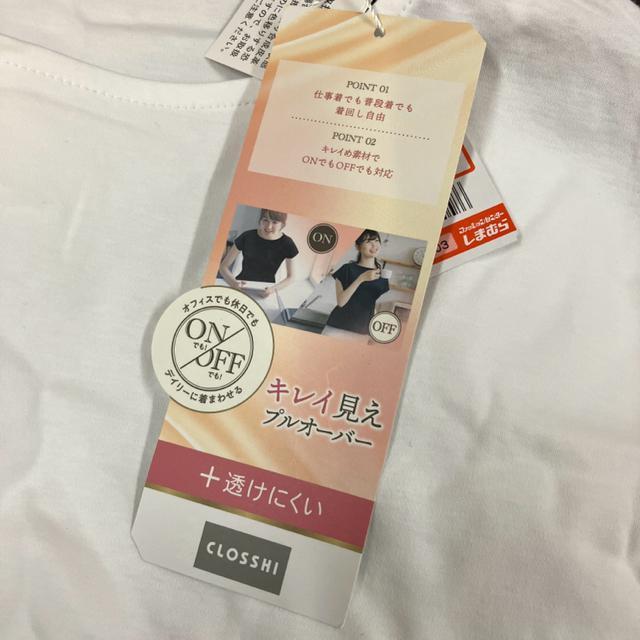 POINT 01
仕事着でも普段着でも
着回し自由
POINT 02
キレイめ素材で
ONでもOFFでも対応
ON
OFF
オフィスでも休日でも
ON
でも!
OFF
でも!
デイリーに着まわせる
キレイ見え
プルオーバー
+透けにくい
CLOSSHI
ファッションセンター
しまむら
03